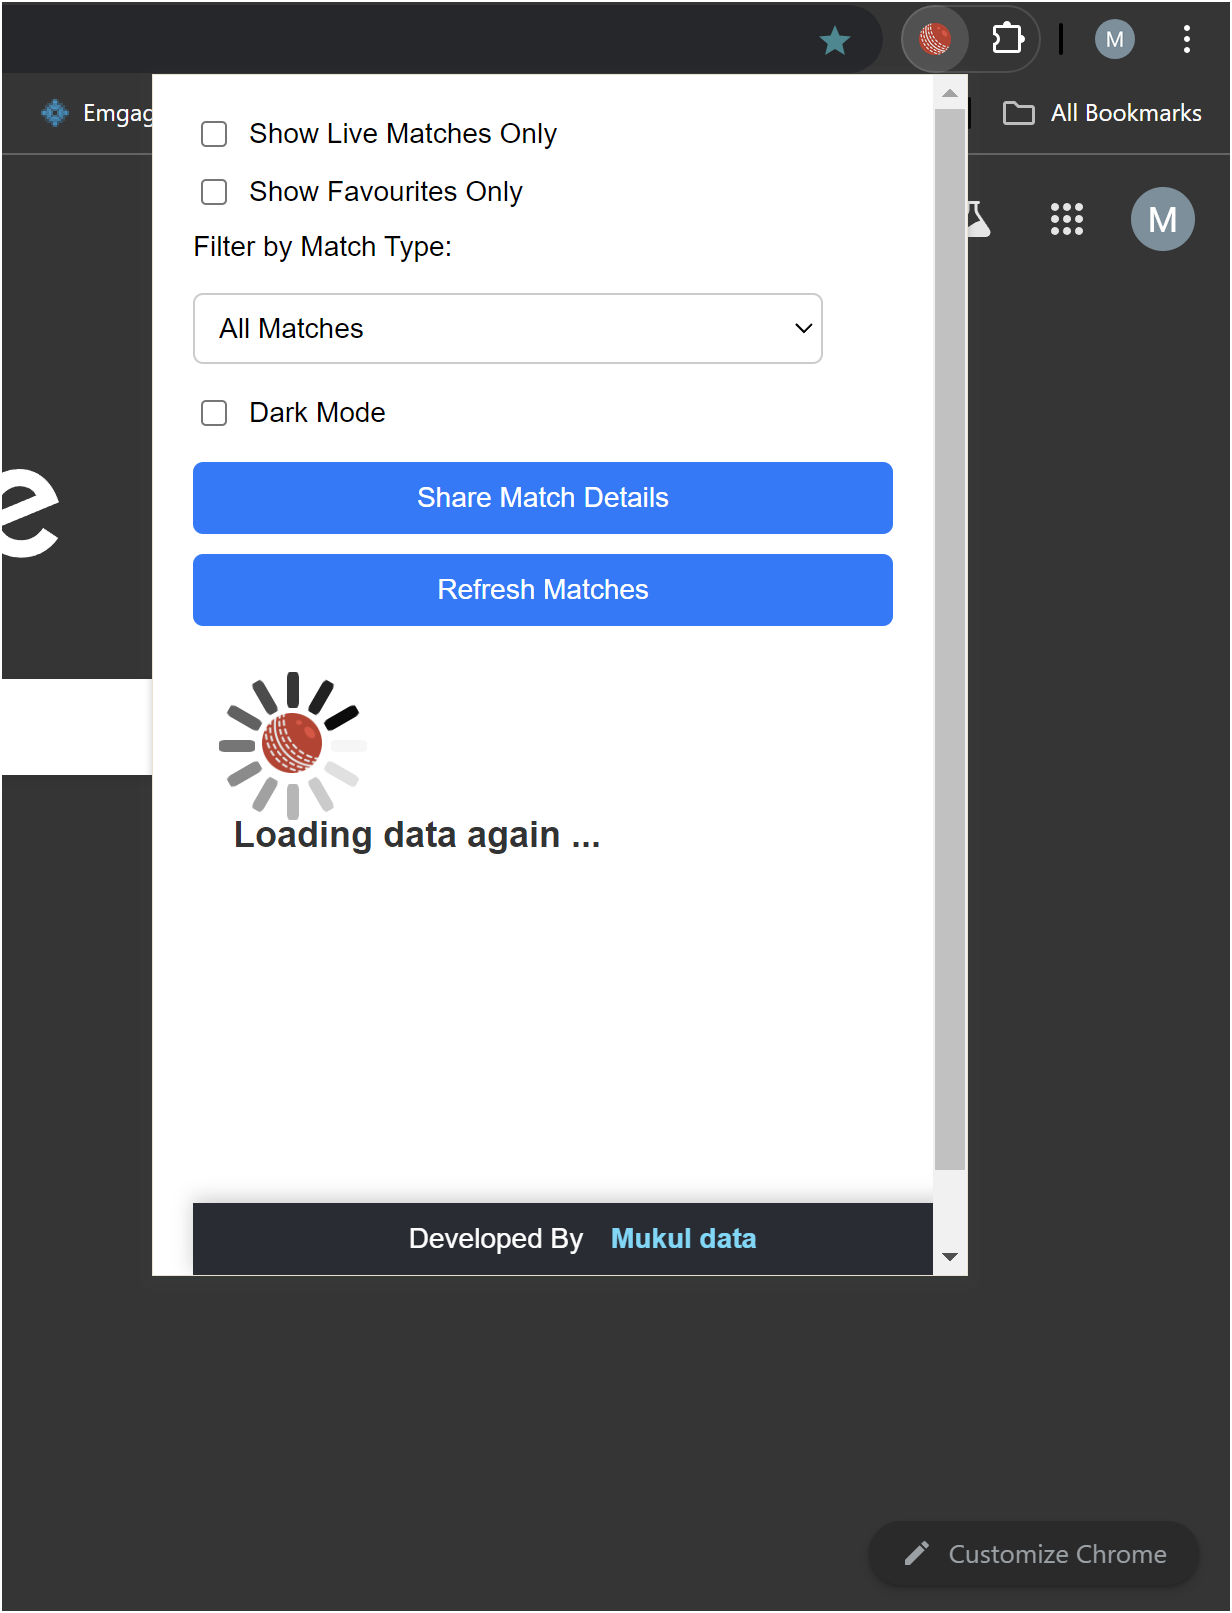 M
Emgag
All Bookmarks
Show Live Matches Only
Show Favourites Only
M
Filter by Match Type:
All Matches
Dark Mode
e
Share Match Details
Refresh Matches
Loading data again ...
Developed By Mukul data
Customize Chrome